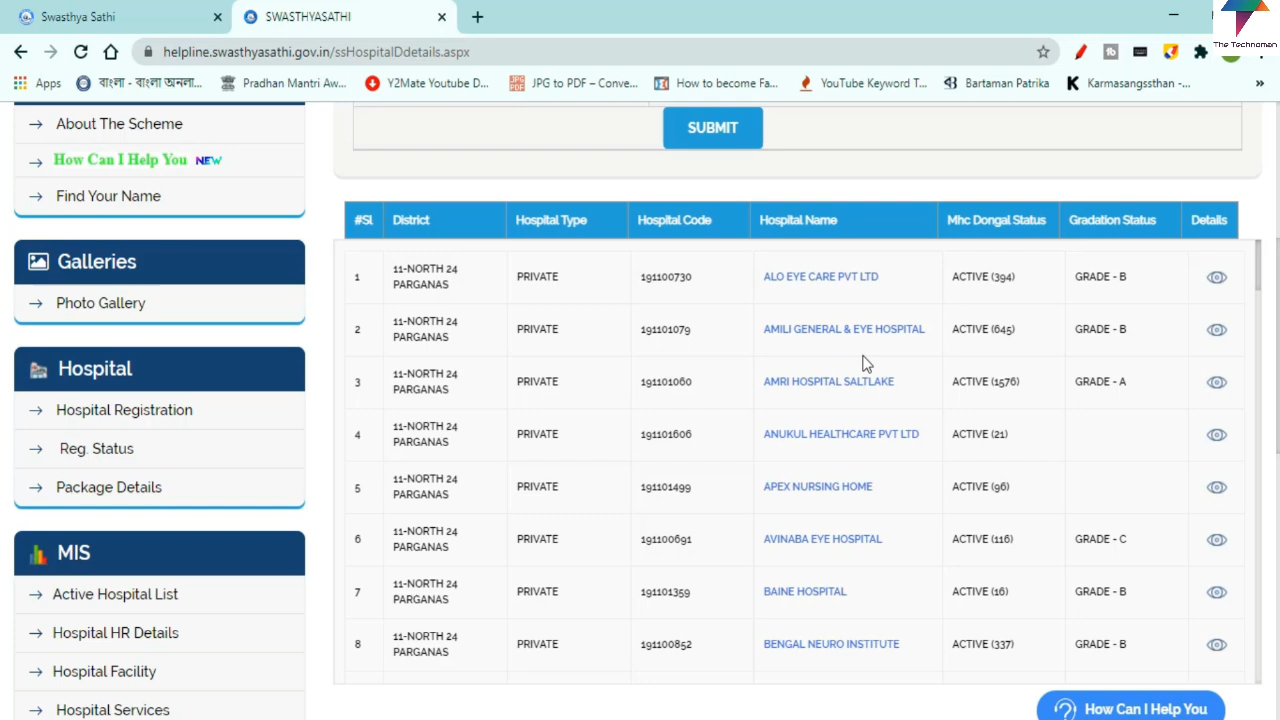 Swasthya Sathi
SWASTHYASATHI
helpline.swasthyasathi.gov.in/ssHospitalDdetails.aspx
The Technoman
Apps
বাংলা - বাংলা অনলা...
Pradhan Mantri Aw...
Y2Mate Youtube D...
JPG to PDF – Conve...
How to become Fa...
YouTube Keyword T...
Bartaman Patrika
Karmasangssthan -...
About The Scheme
How Can I Help You NEW
Find Your Name
Galleries
Photo Gallery
Hospital
Hospital Registration
Reg. Status
Package Details
MIS
Active Hospital List
Hospital HR Details
Hospital Facility
Hospital Services
SUBMIT
#Sl District Hospital Type Hospital Code Hospital Name Mhc Dongal Status Gradation Status Details
1 11-NORTH 24 PARGANAS PRIVATE 191100730 ALO EYE CARE PVT LTD ACTIVE (394) GRADE - B
2 11-NORTH 24 PARGANAS PRIVATE 191101079 AMILI GENERAL & EYE HOSPITAL ACTIVE (645) GRADE - B
3 11-NORTH 24 PARGANAS PRIVATE 191101060 AMRI HOSPITAL SALTLAKE ACTIVE (1576) GRADE - A
4 11-NORTH 24 PARGANAS PRIVATE 191101606 ANUKUL HEALTHCARE PVT LTD ACTIVE (21)
5 11-NORTH 24 PARGANAS PRIVATE 191101499 APEX NURSING HOME ACTIVE (96)
6 11-NORTH 24 PARGANAS PRIVATE 191100691 AVINABA EYE HOSPITAL ACTIVE (116) GRADE - C
7 11-NORTH 24 PARGANAS PRIVATE 191101359 BAINE HOSPITAL ACTIVE (16) GRADE - B
8 11-NORTH 24 PARGANAS PRIVATE 191100852 BENGAL NEURO INSTITUTE ACTIVE (337) GRADE - B
How Can I Help You